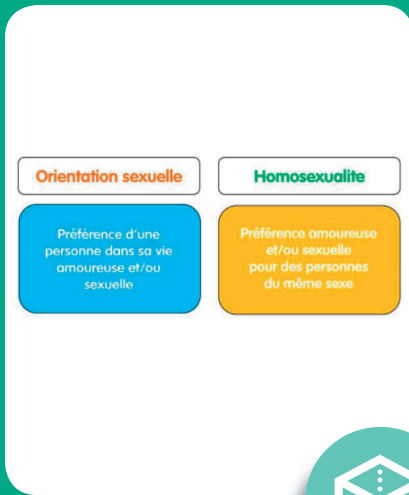 Orientation sexuelle
Préférence d'une
personne dans sa vie
amoureuse et/ou
sexuelle
Homosexualite
Préférence amoureuse
et/ou sexuelle
pour des personnes
du même sexe